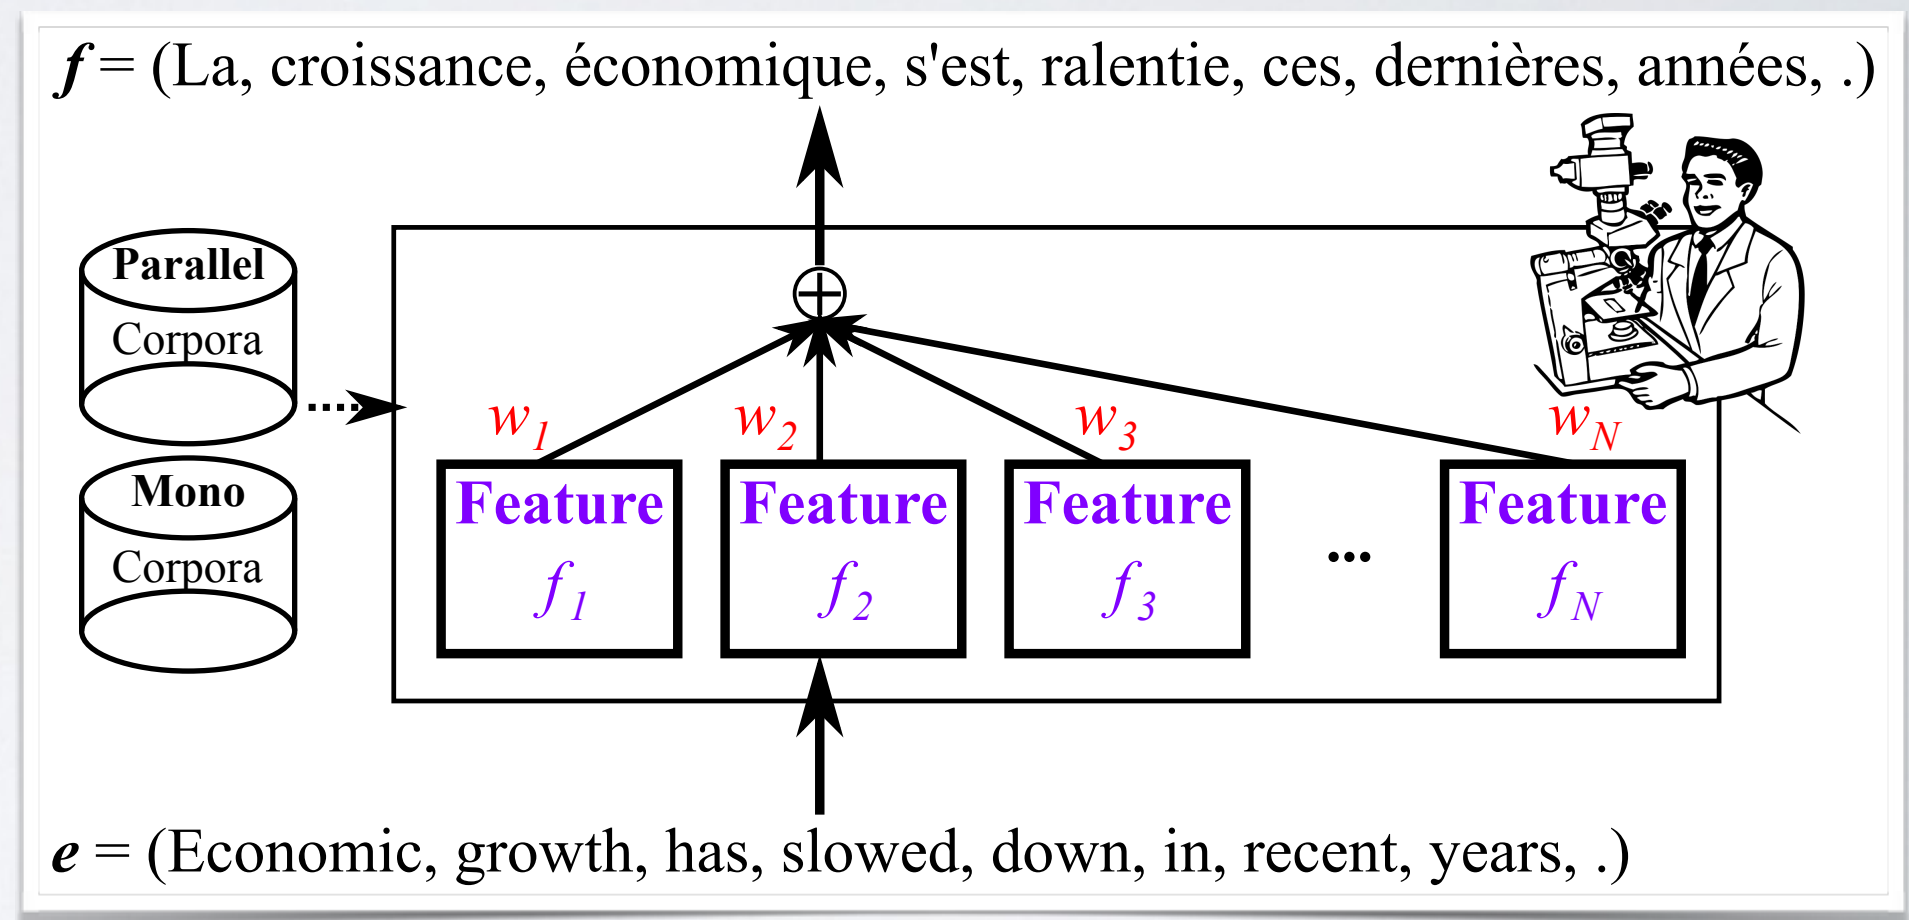 f = (La, croissance, économique, s'est, ralentie, ces, dernières, années, .)
Parallel
Corpora
Mono
Corpora
w1 w2 w3 wN
Feature Feature Feature Feature
f1 f2 f3 ... fN
e = (Economic, growth, has, slowed, down, in, recent, years, .)